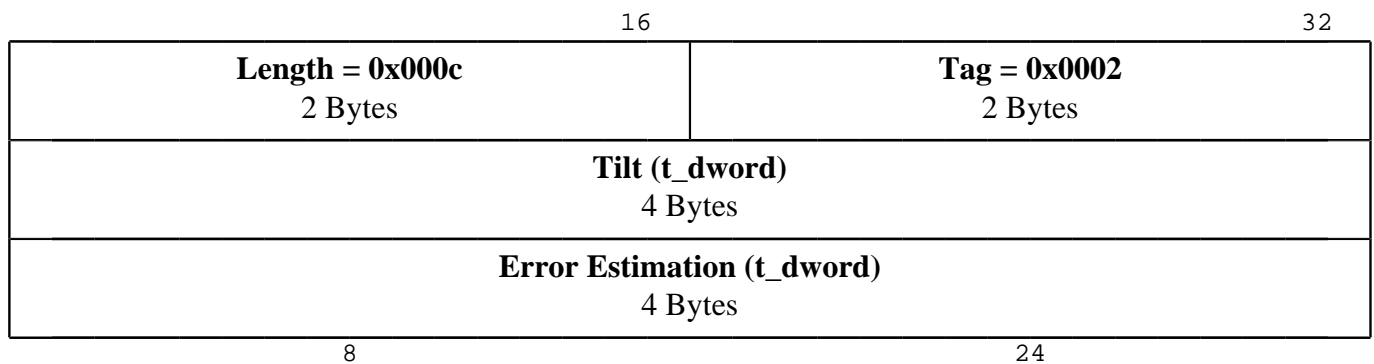 16 32
Length = 0x000c Tag = 0x0002
2 Bytes 2 Bytes
Tilt (t_dword)
4 Bytes
Error Estimation (t_dword)
4 Bytes
8 24